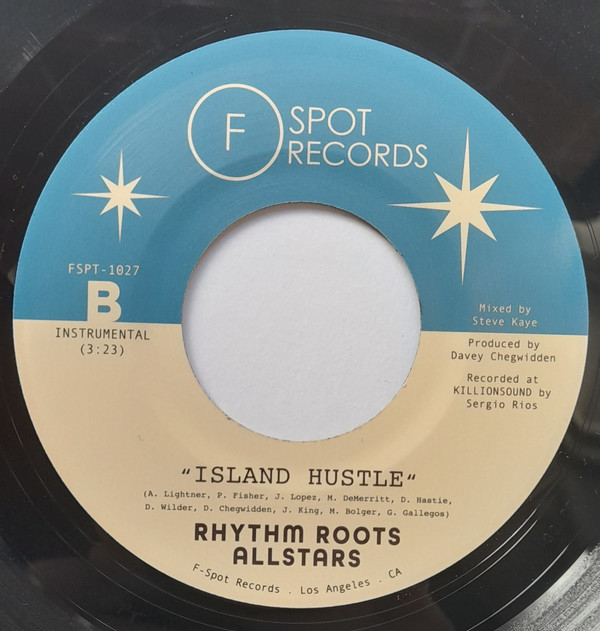 F
SPOT
RECORDS
FSPT-1027
B
INSTRUMENTAL
(3:23)
Mixed by
Steve Kaye
Produced by
Davey Chegwidden
Recorded at
KILLIONSOUND by
Sergio Rios
"ISLAND HUSTLE"
(A. Lightner, P. Fisher, J. Lopez, M. DeMerritt, D. Hastie,
D. Wilder, D. Chegwidden, J. King, M. Bolger, G. Gallegos)
RHYTHM ROOTS
ALLSTARS
F-Spot Records . Los Angeles . CA